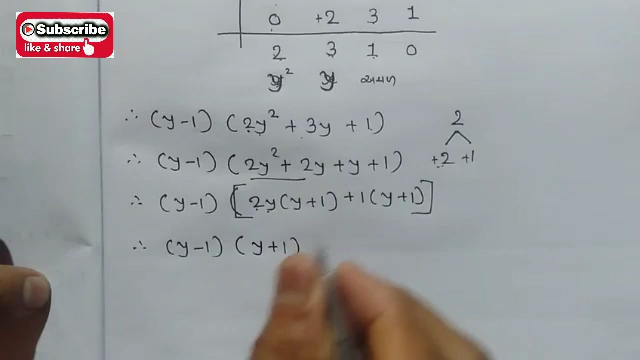 Subscribe
like & share
0 +2 3 1
2 3 1 0
y² y અચળ
∴ (y-1) (2y² + 3y + 1) 2
∴ (y-1) (2y² + 2y + y + 1) +2 +1
∴ (y-1) [2y(y+1) + 1(y+1)]
∴ (y-1) (y+1)